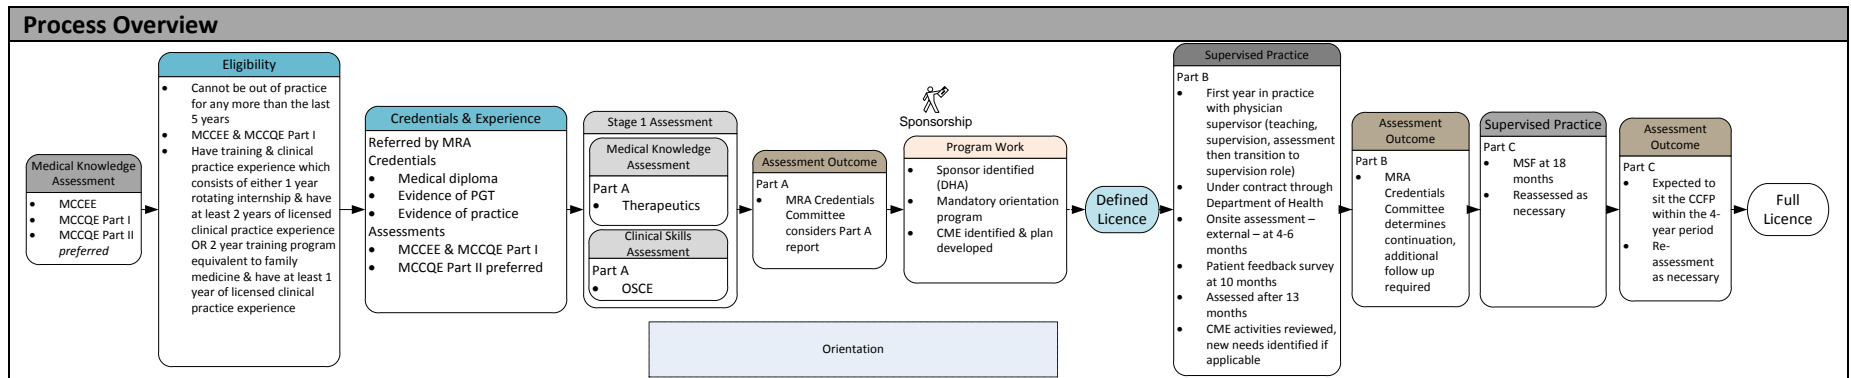 Process Overview
Medical Knowledge
Assessment
• MCCEE
• MCCQE Part I
• MCCQE Part II
preferred
Eligibility
• Cannot be out of practice
for any more than the last
5 years
• MCCEE & MCCQE Part I
• Have training & clinical
practice experience which
consists of either 1 year
rotating internship & have
at least 2 years of licensed
clinical practice experience
OR 2 year training program
equivalent to family
medicine & have at least 1
year of licensed clinical
practice experience
Credentials & Experience
Referred by MRA
Credentials
• Medical diploma
• Evidence of PGT
• Evidence of practice
Assessments
• MCCEE & MCCQE Part I
• MCCQE Part II preferred
Stage 1 Assessment
Medical Knowledge
Assessment
Part A
• Therapeutics
Clinical Skills
Assessment
Part A
• OSCE
Assessment Outcome
Part A
• MRA Credentials
Committee
considers Part A
report
Sponsorship
Program Work
• Sponsor identified
(DHA)
• Mandatory orientation
program
• CME identified & plan
developed
Orientation
Defined
Licence
Supervised Practice
Part B
• First year in practice
with physician
supervisor (teaching,
supervision, assessment
then transition to
supervision role)
• Under contract through
Department of Health
• Onsite assessment –
external – at 4-6
months
• Patient feedback survey
at 10 months
• Assessed after 13
months
• CME activities reviewed,
new needs identified if
applicable
Assessment
Outcome
Part B
• MRA
Credentials
Committee
determines
continuation,
additional
follow up
required
Supervised Practice
Part C
• MSF at 18
months
• Reassessed as
necessary
Assessment
Outcome
Part C
• Expected to
sit the CCFP
within the 4-
year period
• Re-
assessment
as necessary
Full
Licence